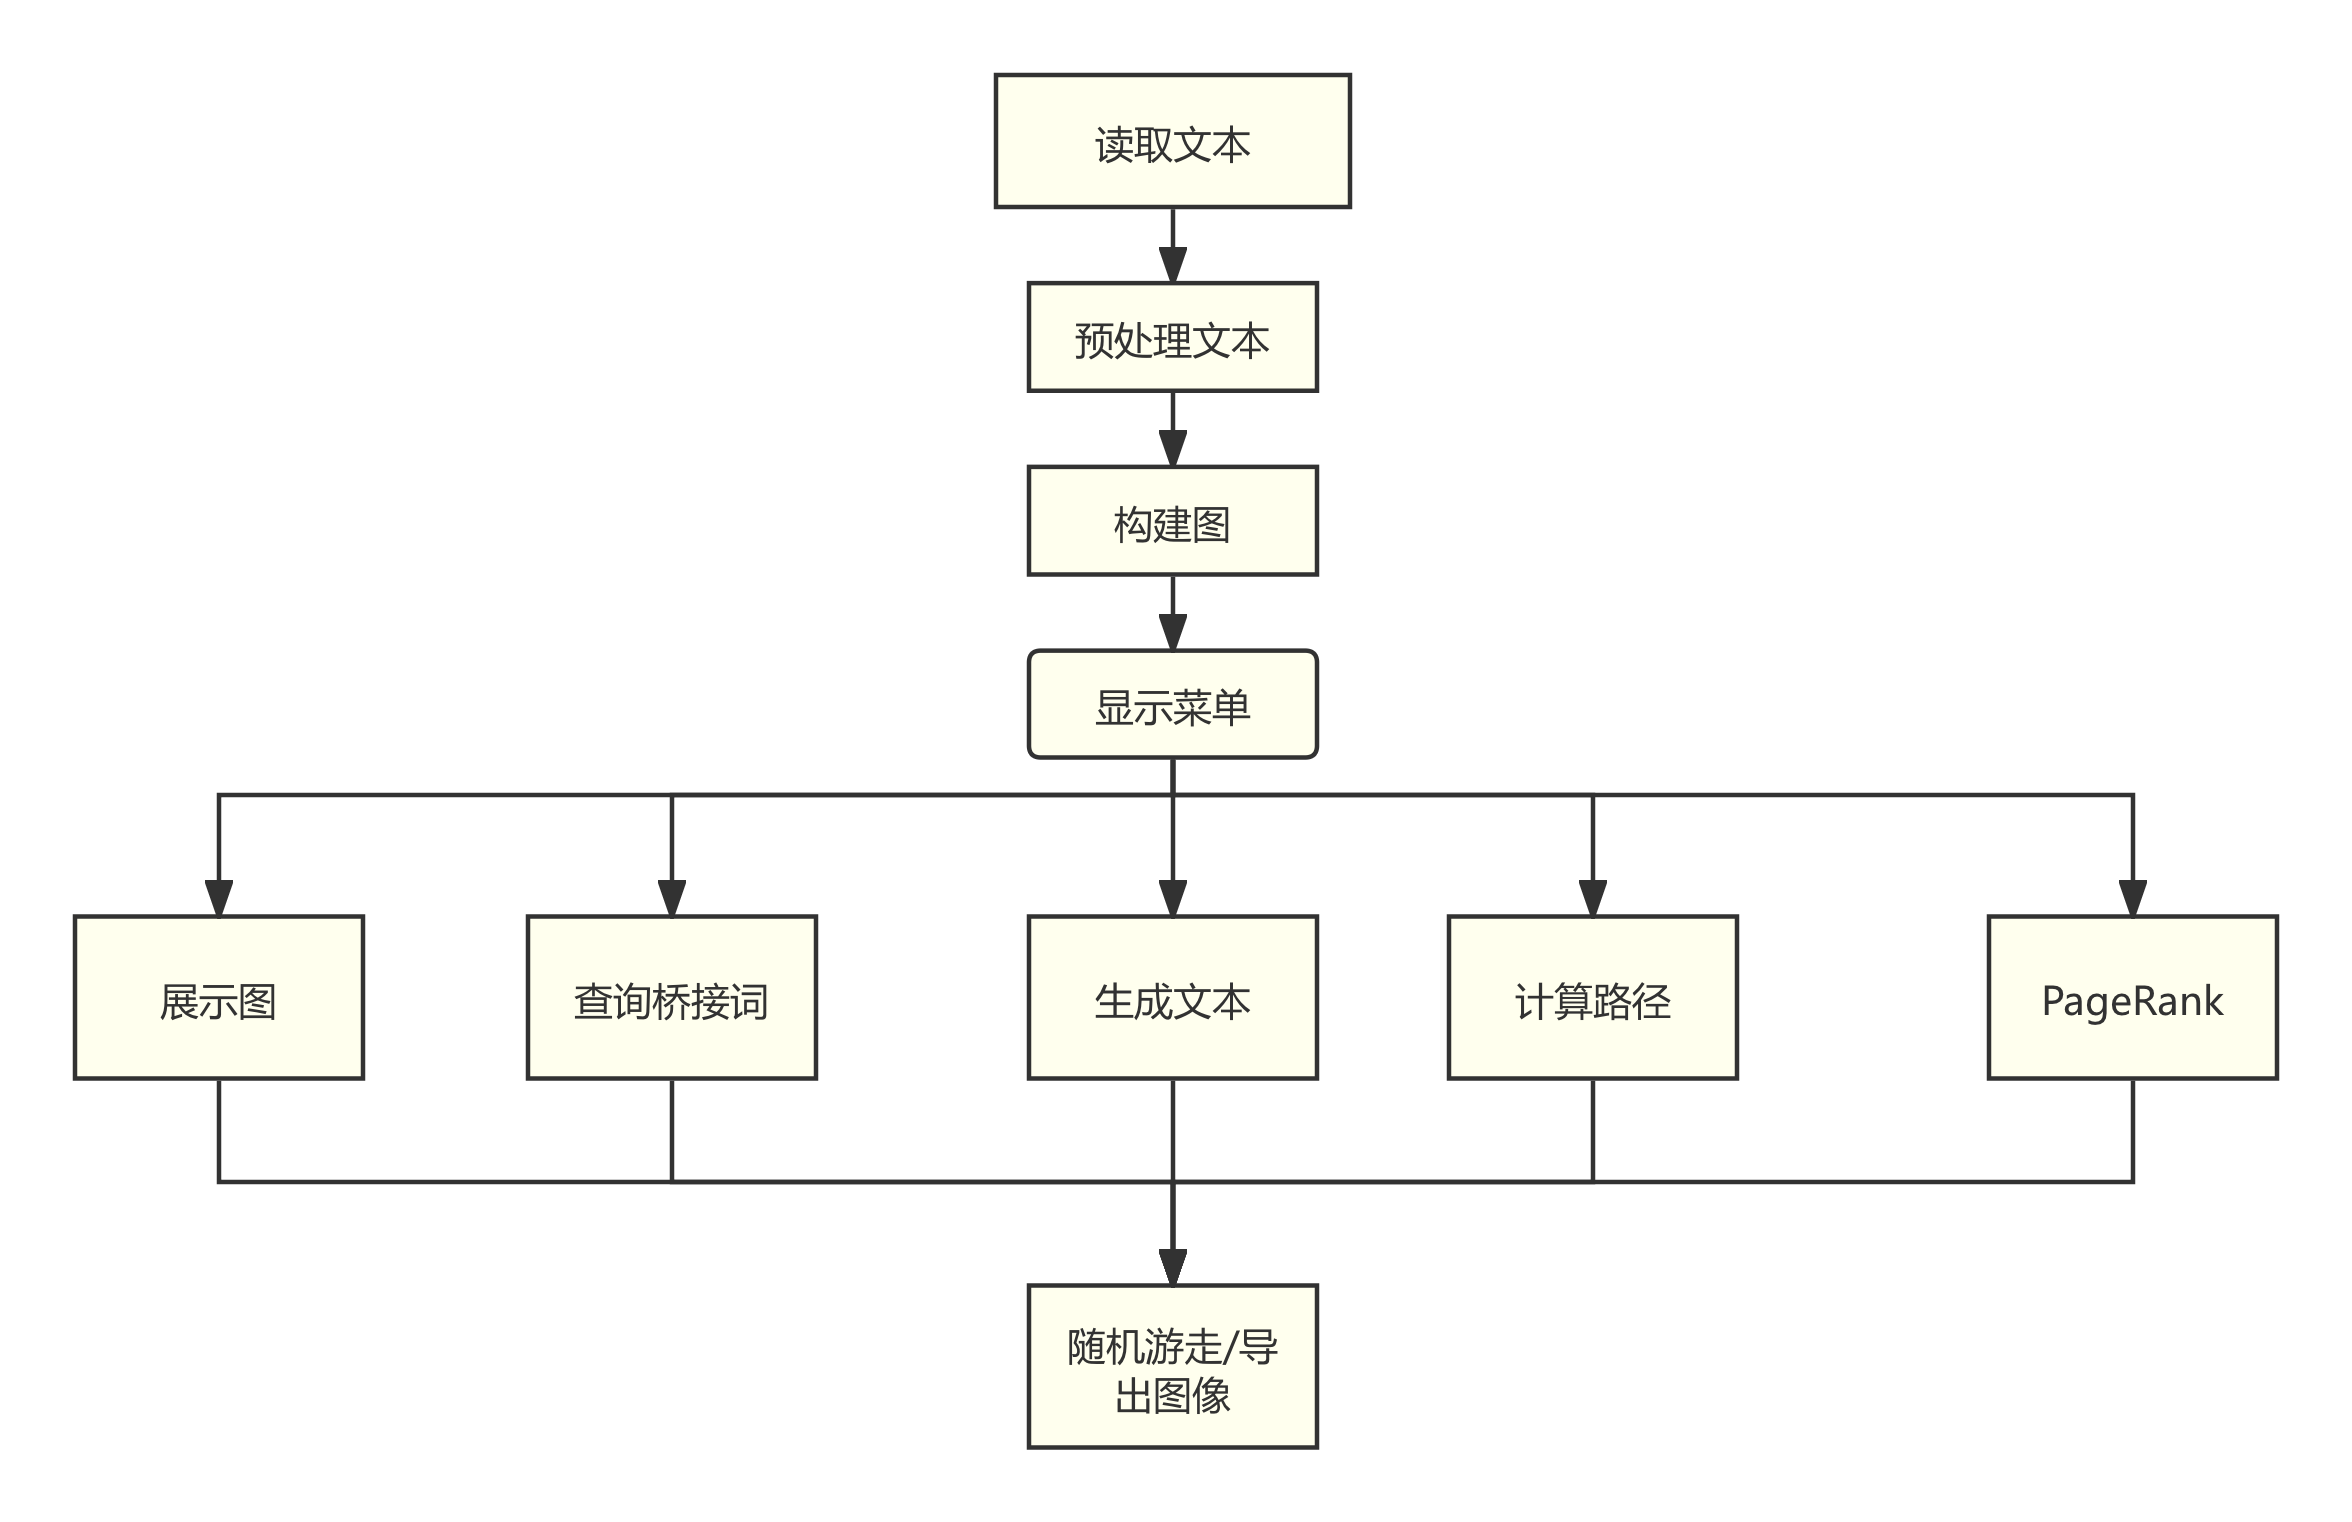 读取文本
预处理文本
构建图
显示菜单
展示图
查询桥接词
生成文本
计算路径
PageRank
随机游走/导
出图像